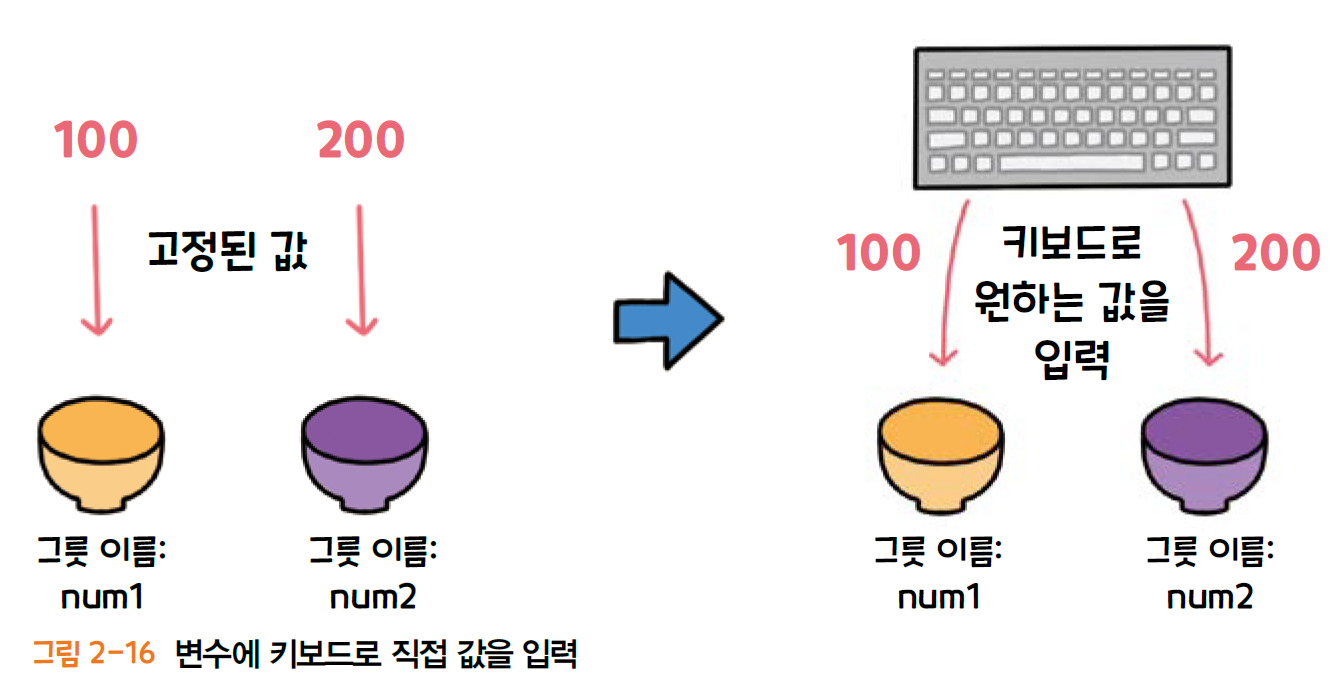 100
200
고정된 값
그릇 이름:
num1
그릇 이름:
num2
100
키보드로
원하는 값을
입력
200
그릇 이름:
num1
그릇 이름:
num2
그림 2-16 변수에 키보드로 직접 값을 입력